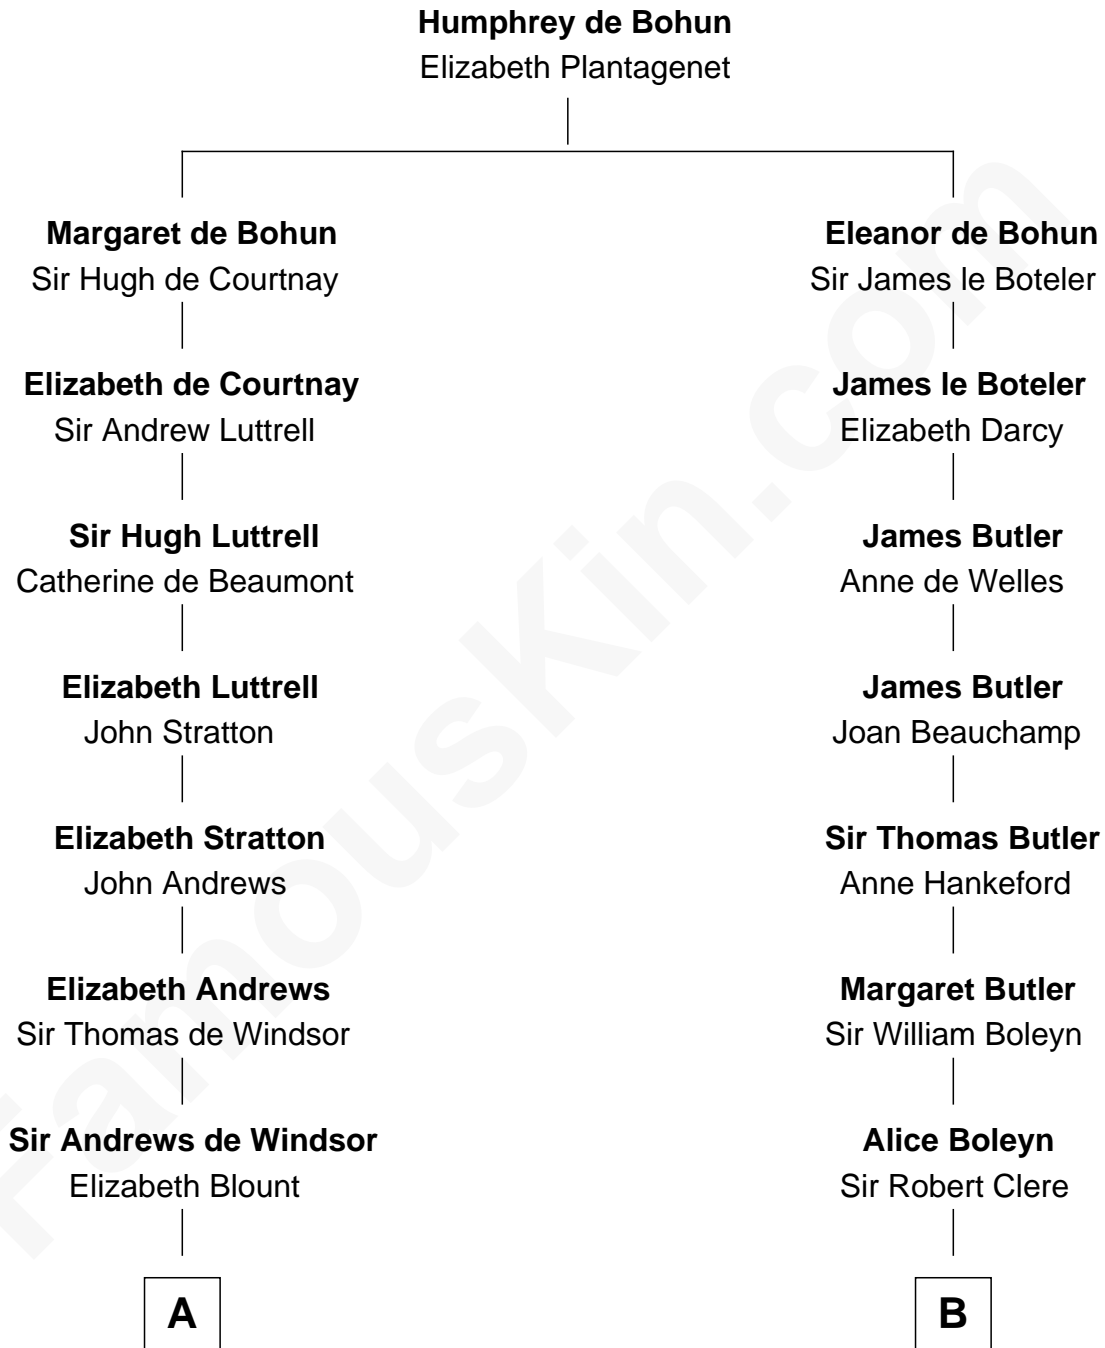 Humphrey de Bohun
Elizabeth Plantagenet
Margaret de Bohun
Sir Hugh de Courtnay
Eleanor de Bohun
Sir James le Boteler
Elizabeth de Courtnay
Sir Andrew Luttrell
James le Boteler
Elizabeth Darcy
Sir Hugh Luttrell
Catherine de Beaumont
James Butler
Anne de Welles
Elizabeth Luttrell
John Stratton
James Butler
Joan Beauchamp
Elizabeth Stratton
John Andrews
Sir Thomas Butler
Anne Hankeford
Elizabeth Andrews
Sir Thomas de Windsor
Margaret Butler
Sir William Boleyn
Sir Andrews de Windsor
Elizabeth Blount
Alice Boleyn
Sir Robert Clere
A
B
FamousKin.com